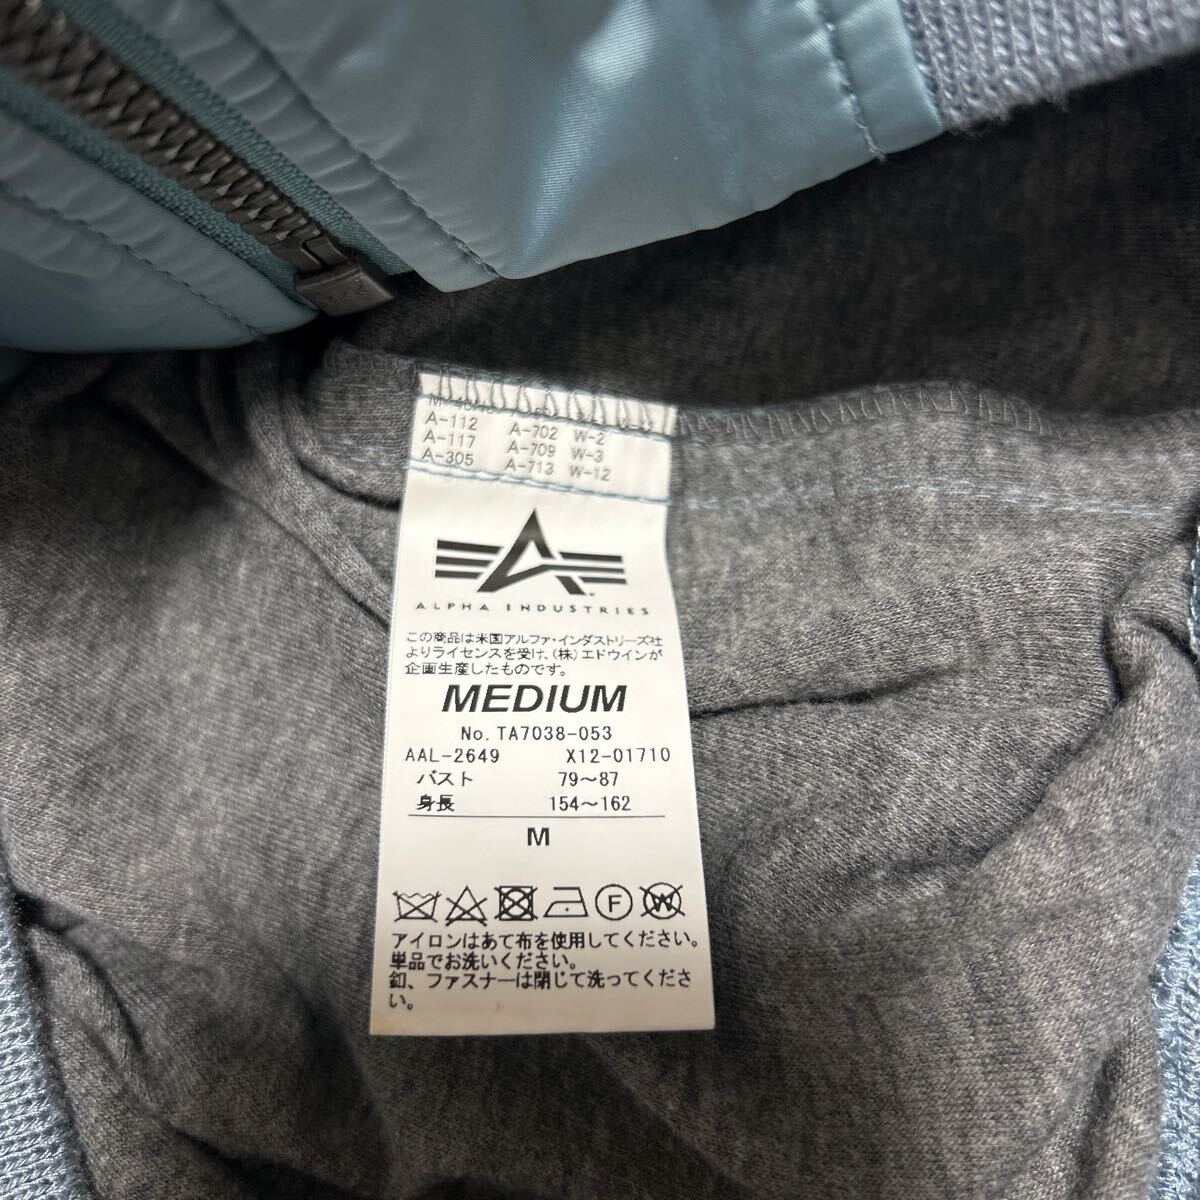 A-112 A-702 W-2
A-117 A-709 W-3
A-305 A-713 W-12
ALPHA INDUSTRIES
この商品は米国アルファ・インダストリーズ社
よりライセンスを受け、(株)エドウインが
企画生産したものです。
MEDIUM
No. TA7038-053
AAL-2649 X12-01710
バスト 79〜87
身長 154〜162
M
F W
アイロンはあて布を使用してください。
単品でお洗いください。
釦、ファスナーは閉じて洗ってくださ
い。
YKK